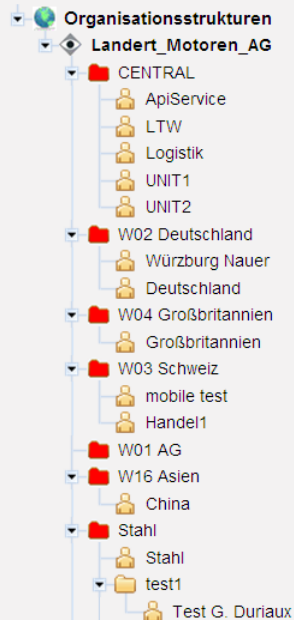 Organisationsstrukturen
Landert_Motoren_AG
CENTRAL
ApiService
LTW
Logistik
UNIT1
UNIT2
W02 Deutschland
Würzburg Nauer
Deutschland
W04 Großbritannien
Großbritannien
W03 Schweiz
mobile test
Handel1
W01 AG
W16 Asien
China
Stahl
Stahl
test1
Test G. Duriaux